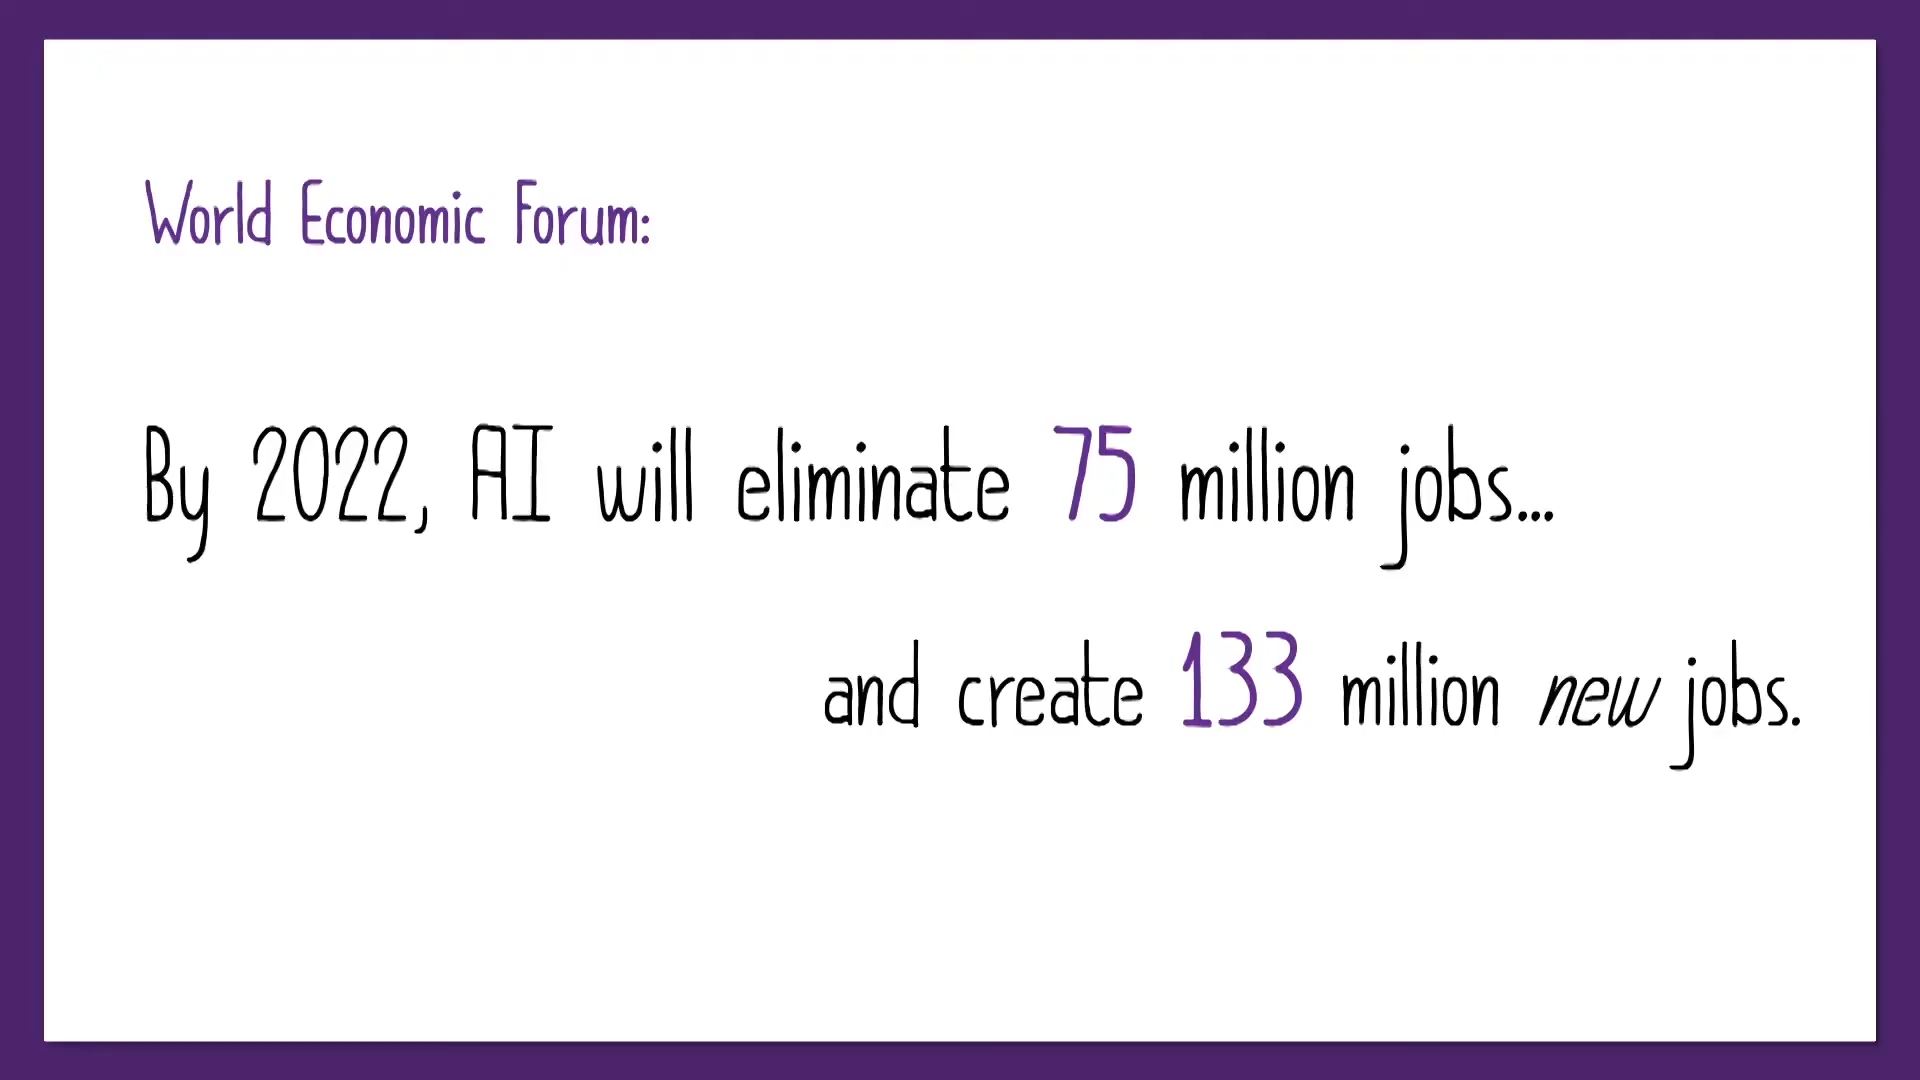 World Economic Forum:
By 2022, AI will eliminate 75 million jobs...
and create 133 million new jobs.